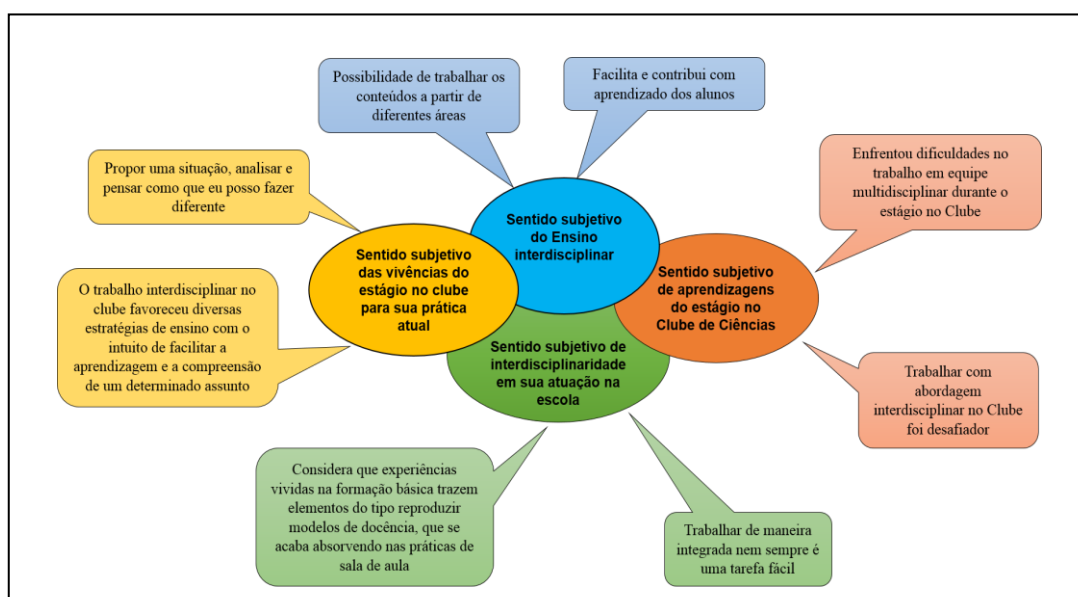 Possibilidade de trabalhar os
conteúdos a partir de
diferentes áreas
Facilita e contribui com
aprendizado dos alunos
Propor uma situação, analisar e
pensar como que eu posso fazer
diferente
Enfrentou dificuldades no
trabalho em equipe
multidisciplinar durante o
estágio no Clube
Sentido subjetivo
do Ensino
interdisciplinar
Sentido subjetivo
das vivências do
estágio no clube
para sua prática
atual
Sentido subjetivo
de aprendizagens
do estágio no
Clube de Ciências
O trabalho interdisciplinar no
clube favoreceu diversas
estratégias de ensino com o
intuito de facilitar a
aprendizagem e a compreensão
de um determinado assunto
Sentido subjetivo de
interdisciplinaridade
em sua atuação na
escola
Trabalhar com
abordagem
interdisciplinar no Clube
foi desafiador
Considera que experiências
vividas na formação básica trazem
elementos do tipo reproduzir
modelos de docência, que se
acaba absorvendo nas práticas de
sala de aula
Trabalhar de maneira
integrada nem sempre é
uma tarefa fácil